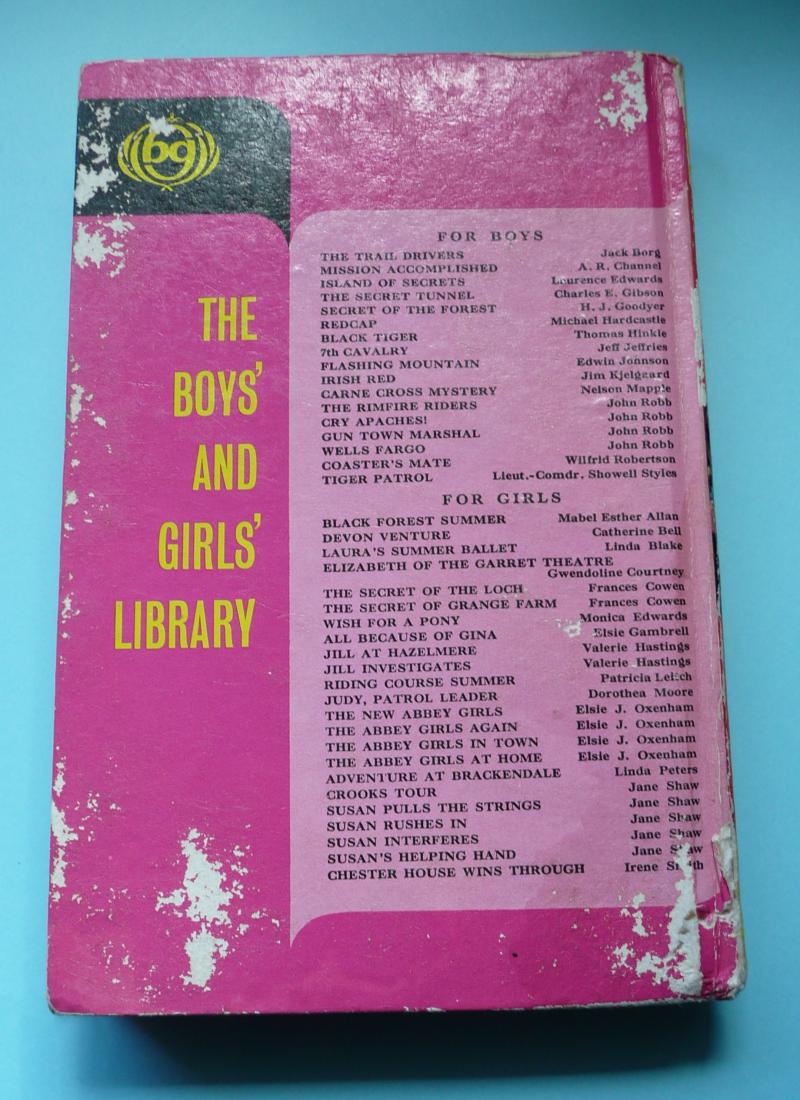 bg
THE
BOYS'
AND
GIRLS'
LIBRARY
FOR BOYS
THE TRAIL DRIVERS Jack Borg
MISSION ACCOMPLISHED A. R. Channel
ISLAND OF SECRETS Laurence Edwards
THE SECRET TUNNEL Charles E. Gibson
SECRET OF THE FOREST H. J. Goodyer
REDCAP Michael Hardcastle
BLACK TIGER Thomas Hinkle
7th CAVALRY Jeff Jeffries
FLASHING MOUNTAIN Edwin Johnson
IRISH RED Jim Kjelgaard
CARNE CROSS MYSTERY Nelson Mapple
THE RIMFIRE RIDERS John Robb
CRY APACHES! John Robb
GUN TOWN MARSHAL John Robb
WELLS FARGO John Robb
COASTER'S MATE Wilfrid Robertson
TIGER PATROL Lieut.-Comdr. Showell Styles
FOR GIRLS
BLACK FOREST SUMMER Mabel Esther Allan
DEVON VENTURE Catherine Bell
LAURA'S SUMMER BALLET Linda Blake
ELIZABETH OF THE GARRET THEATRE
Gwendoline Courtney
THE SECRET OF THE LOCH Frances Cowen
THE SECRET OF GRANGE FARM Frances Cowen
WISH FOR A PONY Monica Edwards
ALL BECAUSE OF GINA Elsie Gambrell
JILL AT HAZELMERE Valerie Hastings
JILL INVESTIGATES Valerie Hastings
RIDING COURSE SUMMER Patricia Leitch
JUDY, PATROL LEADER Dorothea Moore
THE NEW ABBEY GIRLS Elsie J. Oxenham
THE ABBEY GIRLS AGAIN Elsie J. Oxenham
THE ABBEY GIRLS IN TOWN Elsie J. Oxenham
THE ABBEY GIRLS AT HOME Elsie J. Oxenham
ADVENTURE AT BRACKENDALE Linda Peters
CROOKS TOUR Jane Shaw
SUSAN PULLS THE STRINGS Jane Shaw
SUSAN RUSHES IN Jane Shaw
SUSAN INTERFERES Jane Shaw
SUSAN'S HELPING HAND Jane Shaw
CHESTER HOUSE WINS THROUGH Irene Smith